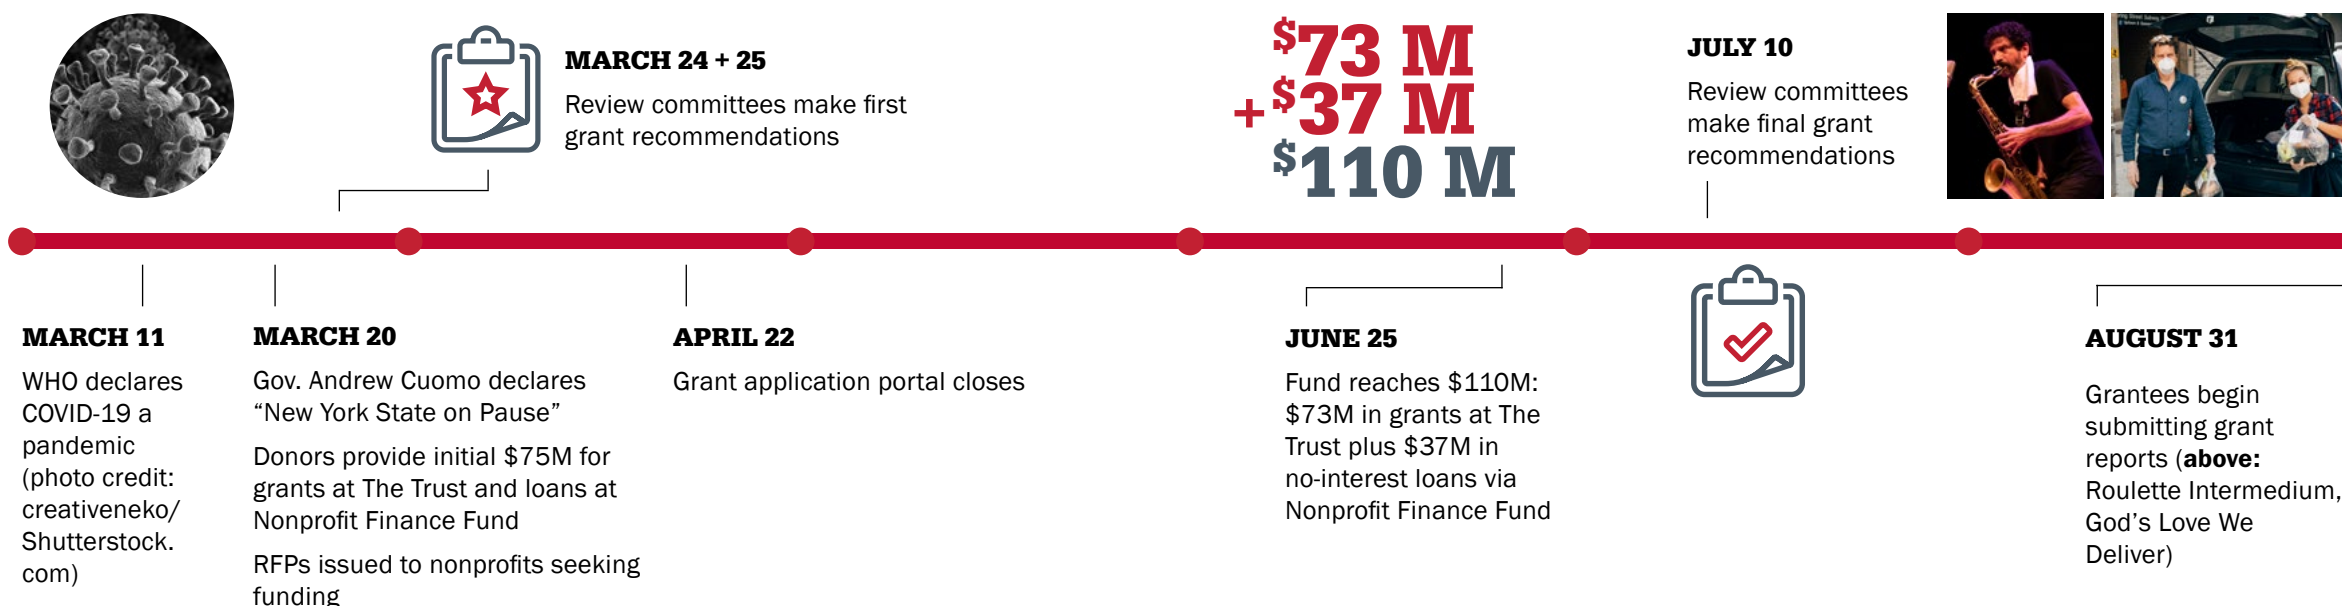 MARCH 24 + 25
Review committees make first
grant recommendations
$73 M
+$37 M
$110 M
JULY 10
Review committees
make final grant
recommendations
MARCH 11
WHO declares
COVID-19 a
pandemic
(photo credit:
creativeneko/
Shutterstock.
com)
MARCH 20
Gov. Andrew Cuomo declares
“New York State on Pause”
Donors provide initial $75M for
grants at The Trust and loans at
Nonprofit Finance Fund
RFPs issued to nonprofits seeking
funding
APRIL 22
Grant application portal closes
JUNE 25
Fund reaches $110M:
$73M in grants at The
Trust plus $37M in
no-interest loans via
Nonprofit Finance Fund
AUGUST 31
Grantees begin
submitting grant
reports (above:
Roulette Intermedium,
God’s Love We
Deliver)